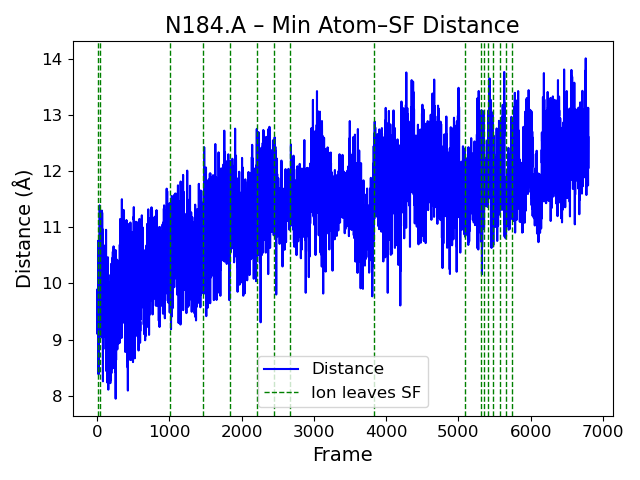 N184.A – Min Atom–SF Distance
14
13
12
11
10
9
8
Distance (Å)
Distance
Ion leaves SF
0 1000 2000 3000 4000 5000 6000 7000
Frame